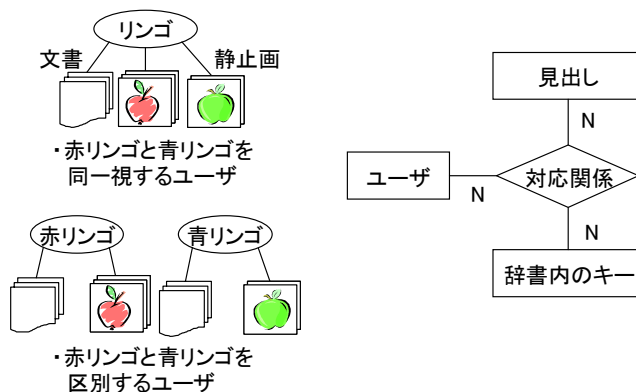 リンゴ
文書
静止画
・赤リンゴと青リンゴを
同一視するユーザ
赤リンゴ
青リンゴ
・赤リンゴと青リンゴを
区別するユーザ
見出し
N
ユーザ
N
対応関係
N
辞書内のキー